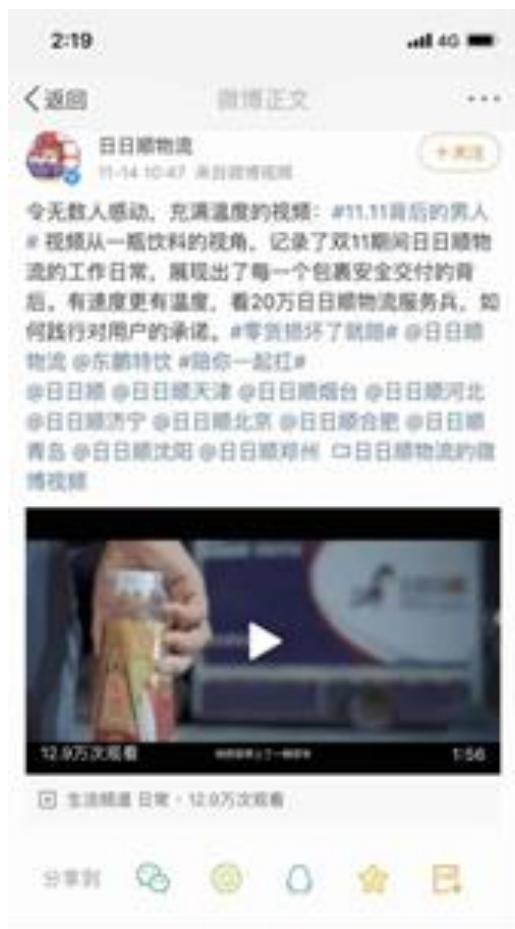 2:19
4G
返回
微博正文
日日顺物流
+关注
11-14 10:47 来自微博视频
令无数人感动，充满温度的视频：#11.11背后的男人
# 视频从一瓶饮料的视角，记录了双11期间日日顺物
流的工作日常，展现出了每一个包裹安全交付的背
后，有速度更有温度，看20万日日顺物流服务兵，如
何践行对用户的承诺。#零货损坏了就赔# @日日顺
物流 @东鹏特饮 #陪你一起扛#
@日日顺 @日日顺天津 @日日顺烟台 @日日顺河北
@日日顺济宁 @日日顺北京 @日日顺合肥 @日日顺
青岛 @日日顺沈阳 @日日顺郑州 日日顺物流的微
博视频
12.9万次观看
1:56
生活频道 日常 · 12.9万次观看
分享到